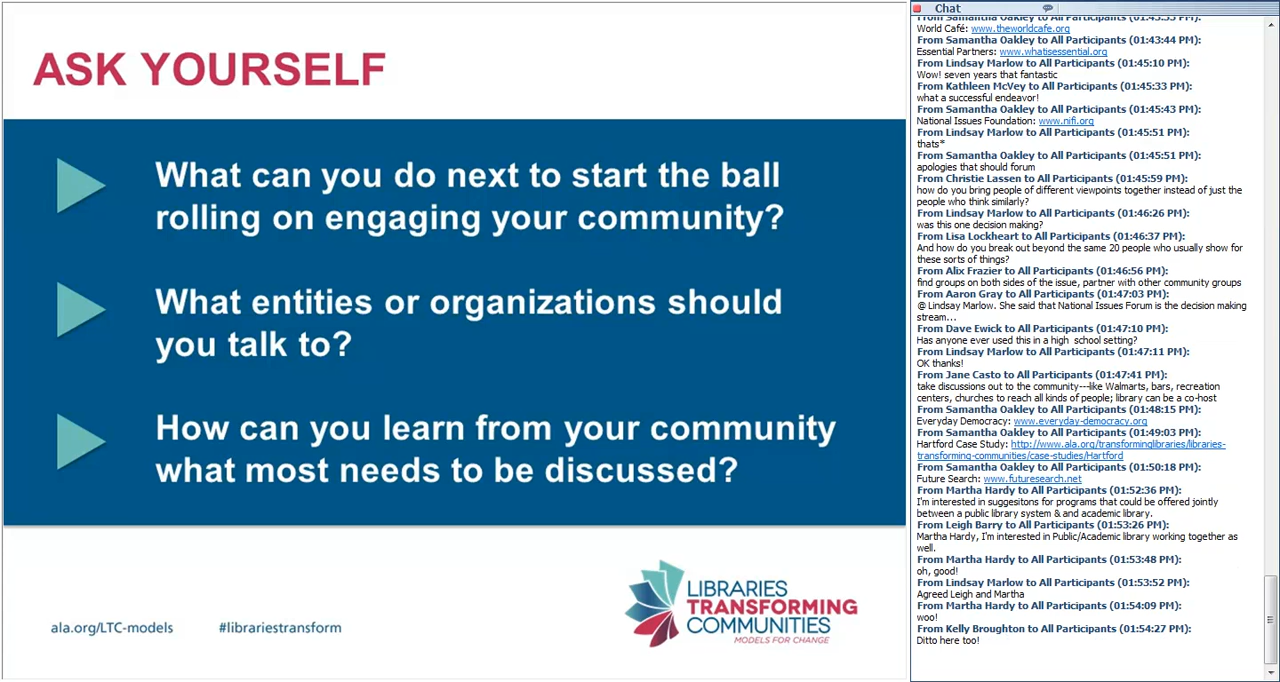 ASK YOURSELF
What can you do next to start the ball
rolling on engaging your community?
What entities or organizations should
you talk to?
How can you learn from your community
what most needs to be discussed?
ala.org/LTC-models
#librariestransform
LIBRARIES
TRANSFORMING
COMMUNITIES
MODELS FOR CHANGE
Chat
From Samantha Oakley to All Participants (01:43:33 PM):
World Café: www.theworldcafe.org
From Samantha Oakley to All Participants (01:43:44 PM):
Essential Partners: www.whatisessential.org
From Lindsay Marlow to All Participants (01:45:10 PM):
Wow! seven years that fantastic
From Kathleen McVey to All Participants (01:45:33 PM):
what a successful endeavor!
From Samantha Oakley to All Participants (01:45:43 PM):
National Issues Foundation: www.nifi.org
From Lindsay Marlow to All Participants (01:45:51 PM):
thats*
From Samantha Oakley to All Participants (01:45:51 PM):
apologies that should forum
From Christie Lassen to All Participants (01:45:59 PM):
how do you bring people of different viewpoints together instead of just the
people who think similarly?
From Lindsay Marlow to All Participants (01:46:26 PM):
was this one decision making?
From Lisa Lockheart to All Participants (01:46:37 PM):
And how do you break out beyond the same 20 people who usually show for
these sorts of things?
From Alix Frazier to All Participants (01:46:56 PM):
find groups on both sides of the issue, partner with other community groups
From Aaron Gray to All Participants (01:47:03 PM):
@ Lindsay Marlow. She said that National Issues Forum is the decision making
stream...
From Dave Ewick to All Participants (01:47:10 PM):
Has anyone ever used this in a high school setting?
From Lindsay Marlow to All Participants (01:47:11 PM):
OK thanks!
From Jane Casto to All Participants (01:47:41 PM):
take discussions out to the community---like Walmarts, bars, recreation
centers, churches to reach all kinds of people; library can be a co-host
From Samantha Oakley to All Participants (01:48:15 PM):
Everyday Democracy: www.everyday-democracy.org
From Samantha Oakley to All Participants (01:49:03 PM):
Hartford Case Study: http://www.ala.org/transforminglibraries/libraries-
transforming-communities/case-studies/Hartford
From Samantha Oakley to All Participants (01:50:18 PM):
Future Search: www.futuresearch.net
From Martha Hardy to All Participants (01:52:36 PM):
I'm interested in suggesitons for programs that could be offered jointly
between a public library system & and academic library.
From Leigh Barry to All Participants (01:53:26 PM):
Martha Hardy, I'm interested in Public/Academic library working together as
well.
From Martha Hardy to All Participants (01:53:48 PM):
oh, good!
From Lindsay Marlow to All Participants (01:53:52 PM):
Agreed Leigh and Martha
From Martha Hardy to All Participants (01:54:09 PM):
woo!
From Kelly Broughton to All Participants (01:54:27 PM):
Ditto here too!